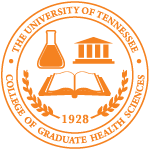 THE UNIVERSITY OF TENNESSEE
COLLEGE OF GRADUATE HEALTH SCIENCES
1928